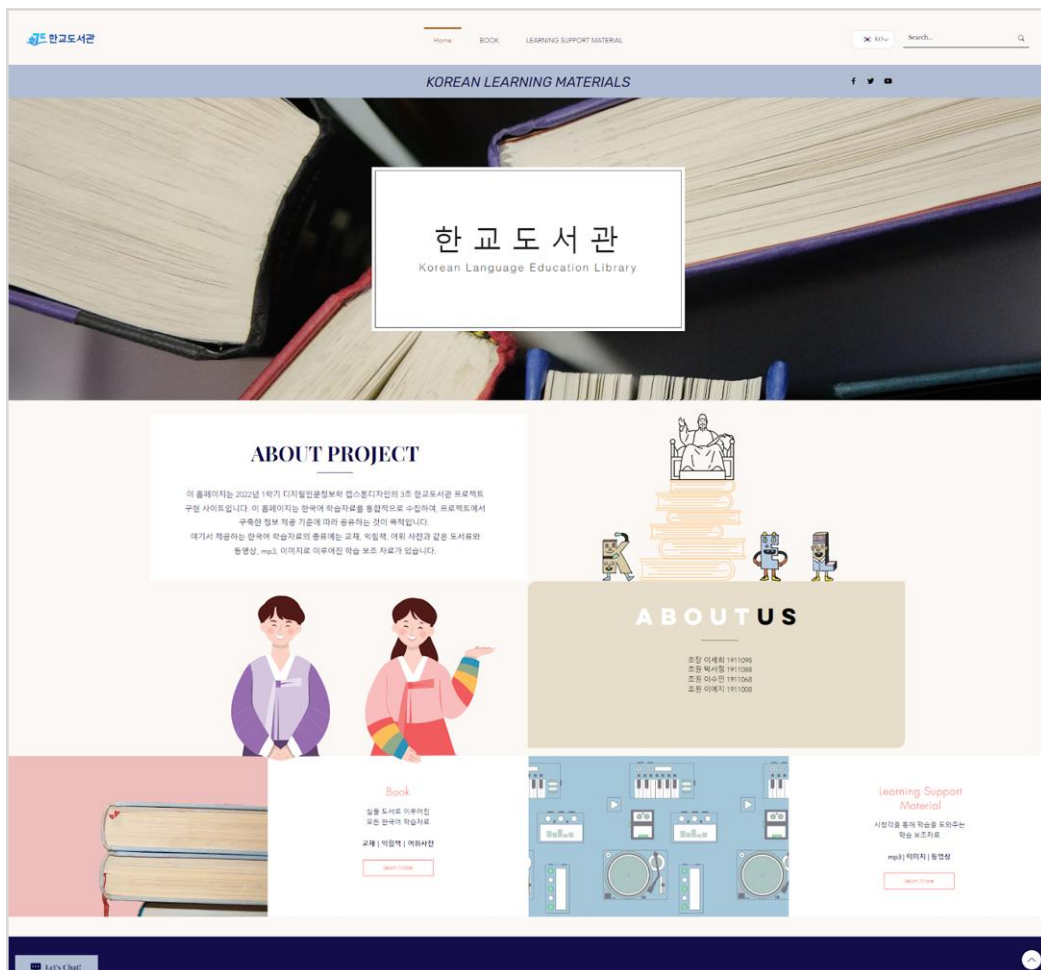 한교도서관
Home BOOK LEARNING SUPPORT MATERIAL
KO
Search...
KOREAN LEARNING MATERIALS
한교도서관
Korean Language Education Library
ABOUT PROJECT
이 홈페이지는 2022년 1학기 디지털인문정보학 캡스톤디자인의 3조 한교도서관 프로젝트
구현 사이트입니다. 이 홈페이지는 한국어 학습자료를 통합적으로 수집하여, 프로젝트에서
구축한 정보 제공 기준에 따라 공유하는 것이 목적입니다.
여기서 제공하는 한국어 학습자료의 종류에는 교재, 익힘책, 어휘 사전과 같은 도서류와
동영상, mp3, 이미지로 이루어진 학습 보조 자료가 있습니다.
K E L
ABOUT US
조장 이세희 1911098
조원 박서정 1911088
조원 이수민 1911068
조원 이예지 1911008
Book
실물 도서로 이루어진
모든 한국어 학습자료
교재 | 익힘책 | 어휘사전
Learn More
Learning Support
Material
시청각을 통해 학습을 도와주는
학습 보조자료
mp3 | 이미지 | 동영상
Learn More
Let's Chat!